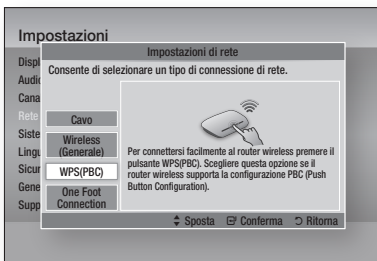 Impostazioni
Impostazioni di rete
Displ
Audio
Cana
Rete
Siste
Lingu
Sicur
Gene
Supp
Consente di selezionare un tipo di connessione di rete.
Cavo
Wireless
(Generale)
WPS(PBC)
One Foot
Connection
Per connettersi facilmente al router wireless premere il
pulsante WPS(PBC). Scegliere questa opzione se il
router wireless supporta la configurazione PBC (Push
Button Configuration).
Sposta Conferma Ritorna